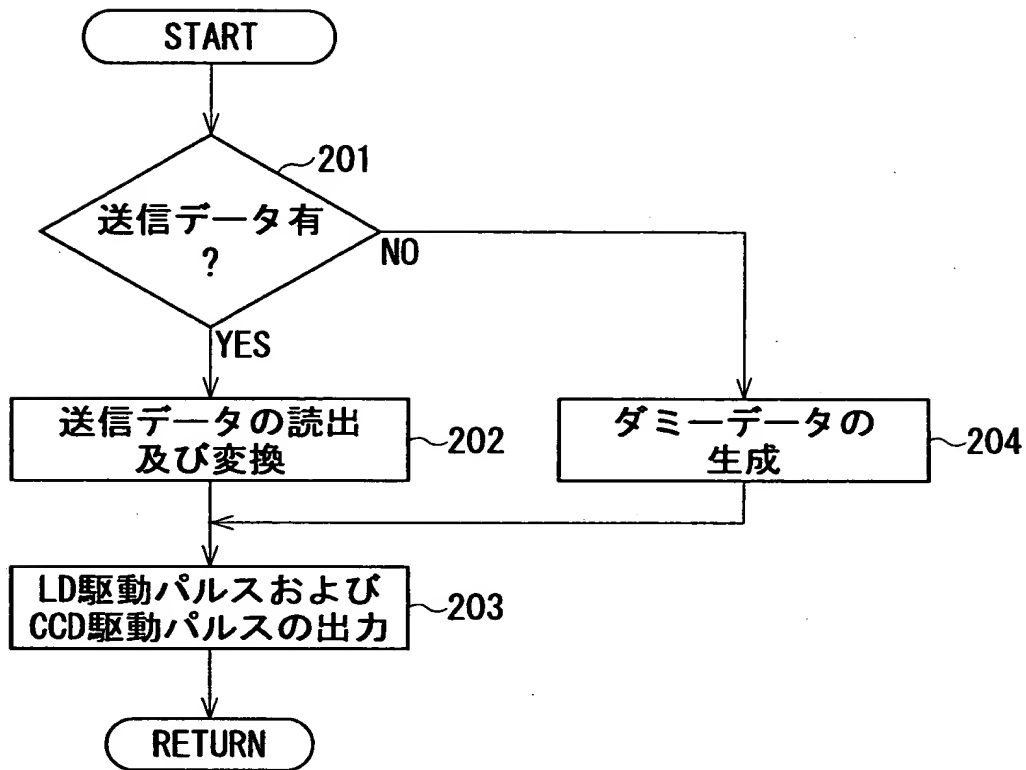 START
201
送信データ有
?
NO
YES
送信データの読出
及び変換
202
ダミーデータの
生成
204
LD駆動パルスおよび
CCD駆動パルスの出力
203
RETURN